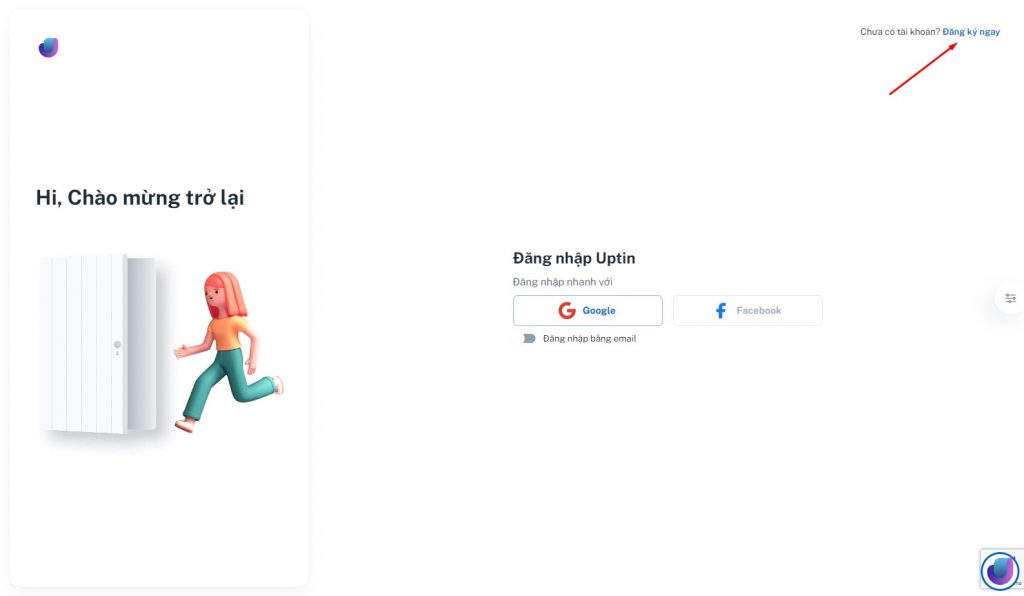 Chưa có tài khoản? Đăng ký ngay
Hi, Chào mừng trở lại
Đăng nhập Uptin
Đăng nhập nhanh với
Google
Facebook
Đăng nhập bằng email